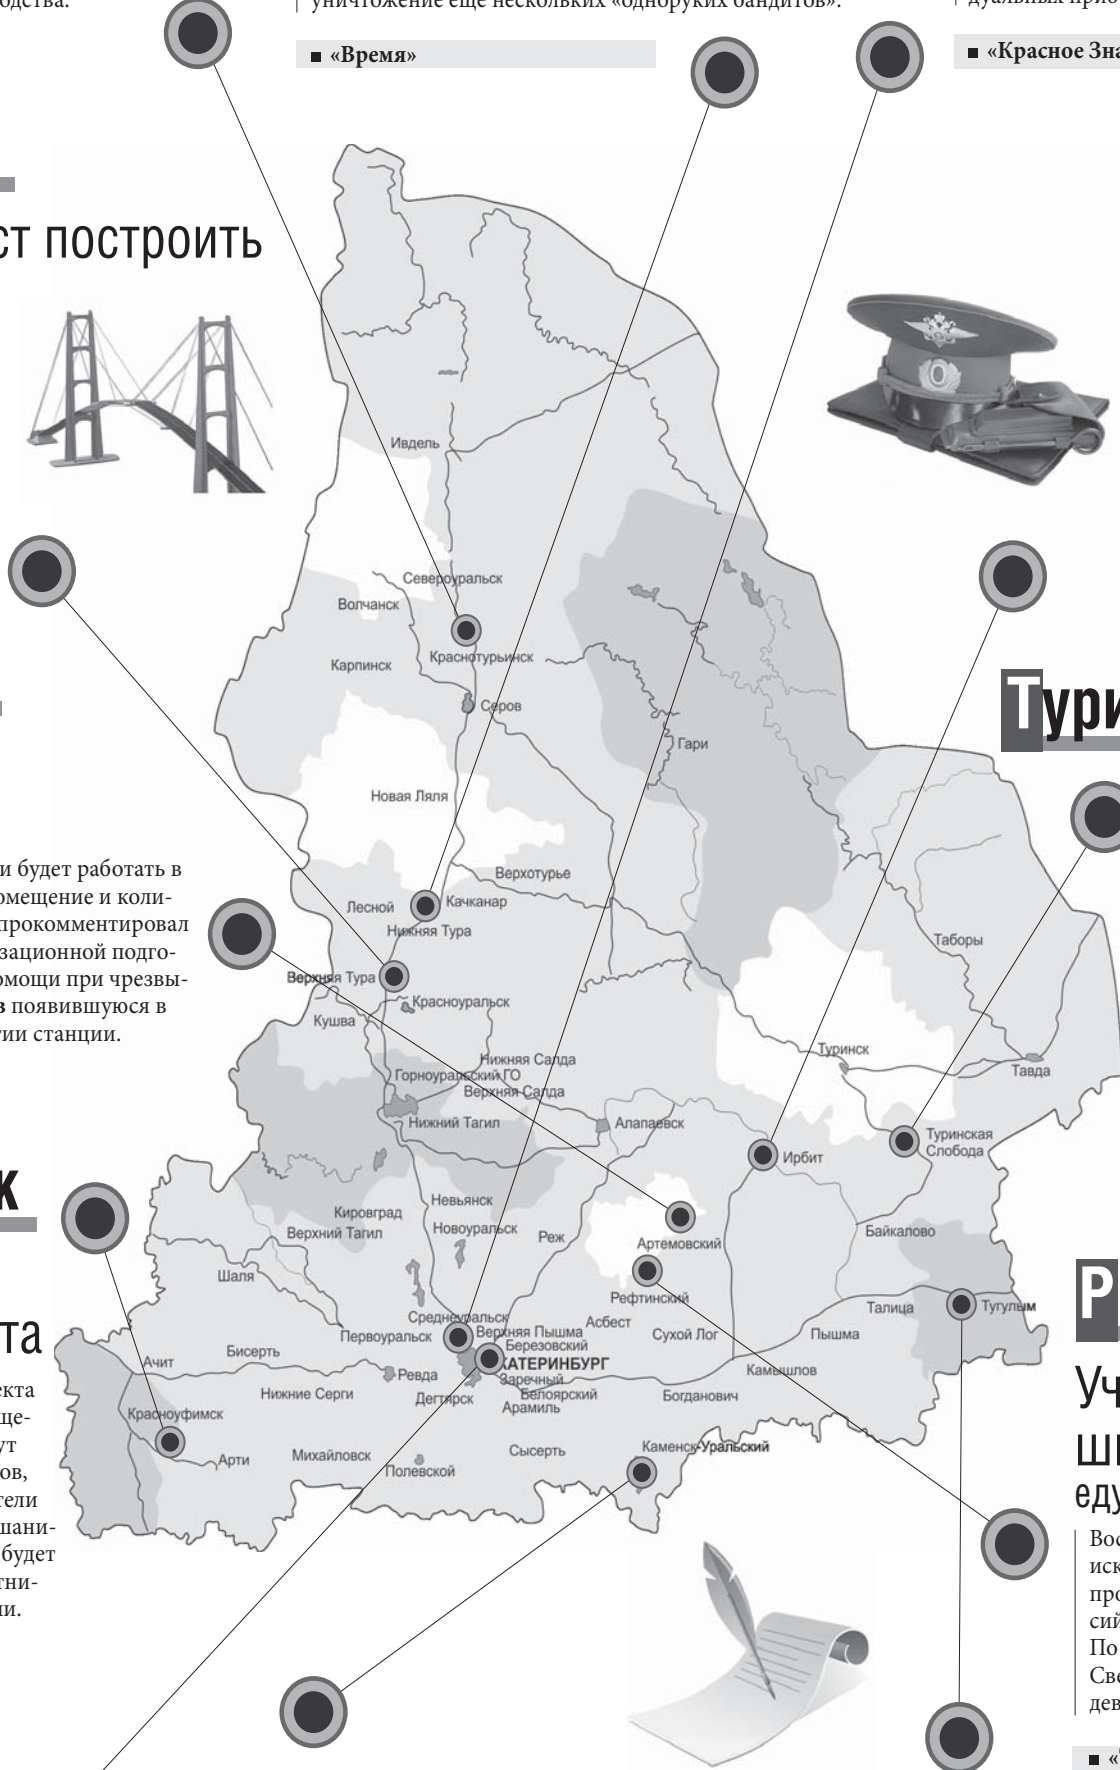 одства.
уничтожение еще нескольких «одноруких бандитов».
■ «Время»
■ «Красное Зна
ст построить
Ивдель
Североуральск
Волчанск
Краснотурьинск
Карпинск
Серов
Тури
Гари
Новая Ляля
и будет работать в
омещение и коли-
прокомментировал
зационной подго-
омощи при чрезвы-
в появившуюся в
тии станции.
Верхотурье
Лесной
Качканар
Нижняя Тура
Таборы
Верхняя Тура
Красноуральск
Кушва
Туринск
Нижняя Салда
Тавда
Горноуральский ГО
Верхняя Салда
Нижний Тагил
Алапаевск
Туринская
Слобода
Ирбит
к
Невьянск
Кировград
Верхний Тагил
Новоуральск
Реж
Артемовский
Байкалово
Шаля
Рефтинский
Р
Талица
Тугулым
Среднеуральск
Асбест
Первоуральск
Верхняя Пышма
Сухой Лог
Пышма
та
Березовский
Бисерть
Ачит
КАТЕРИНБУРГ
Ревда
Заречный
Камышлов
Нижние Серги
Дегтярск
Белоярский
Богданович
Арамиль
Уч
екта
ще-
ут
ов,
тели
шани-
будет
тни-
ли.
Красноуфимск
Арти
Михайловск
Полевской
Сысерть
Каменск-Уральский
ши
еду
Вос
иск
про
сий
По
Све
дев
■ «